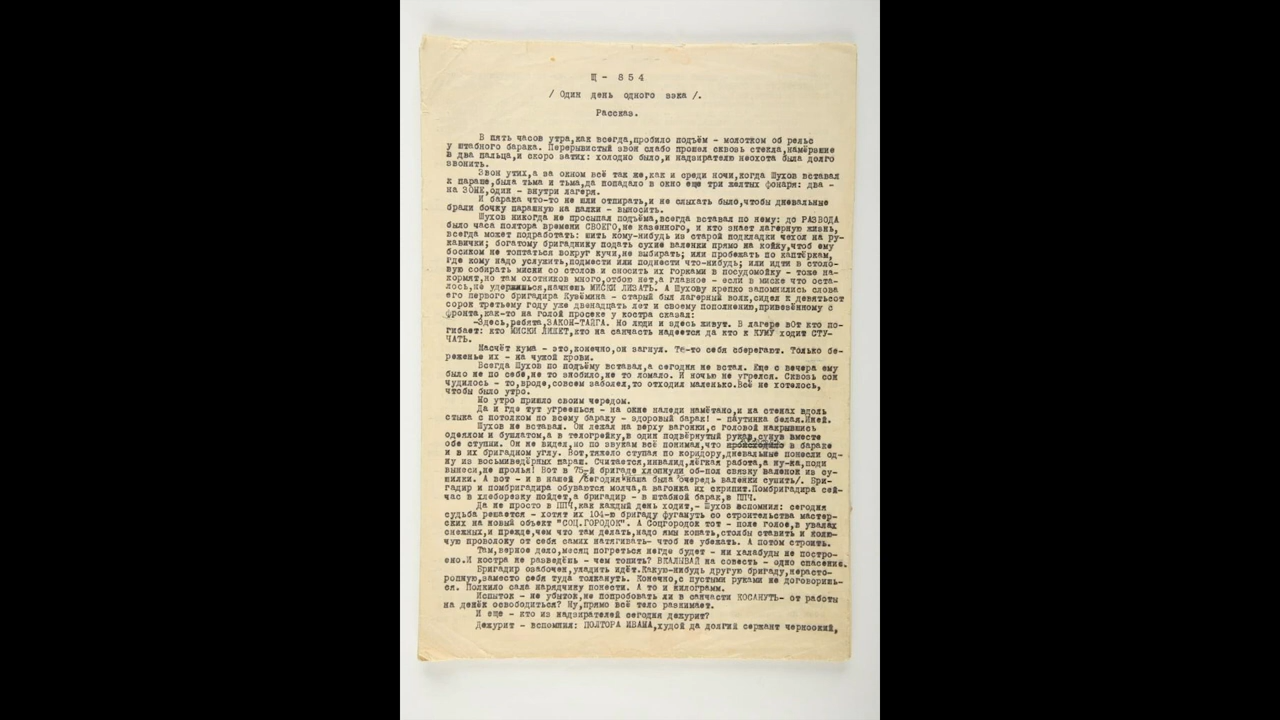 Щ - 854
/ Один день одного зэка /.
Рассказ.
В пять часов утра,как всегда,пробило подъём - молотком об рельс
у штабного барака. Перерывистый звон слабо прошел сквозь стекла,намёрзшие
в два пальца,и скоро затих: холодно было,и надзирателю неохота была долго
звонить.
Звон утих,а за окном всё так же,как и среди ночи,когда Шухов вставал
к параше,была тьма и тьма,да попадало в окно еще три желтых фонаря: два -
на ЗОНЕ,один - внутри лагеря.
И барака что-то не шли отпирать,и не слыхать было,чтобы дневальные
брали бочку парашную на палки - выносить.
Шухов никогда не просыпал подъёма,всегда вставал по нему: до РАЗВОДА
было часа полтора времени СВОЕГО,не казенного, и кто знает лагерную жизнь,
всегда может подработать: шить кому-нибудь из старой подкладки чехол на ру-
кавички; богатому бригаднику подать сухие валенки прямо на койку,чтоб ему
босиком не топтаться вокруг кучи,не выбирать; или пробежать по каптёркам,
где кому надо услужить,подмести или поднести что-нибудь; или идти в столо-
вую собирать миски со столов и сносить их горками в посудомойку - тоже на-
кормят,но там охотников много,отбою нет,а главное - если в миске что оста-
лось,не удержишься,начнешь МИСКИ ЛИЗАТЬ. А Шухову крепко запомнились слова
его первого бригадира Кузёмина - старый был лагерный волк,сидел к девятьсот
сорок третьему году уже двенадцать лет и своему пополнению,привезённому с
фронта,как-то на голой просеке у костра сказал:
-Здесь,ребята,ЗАКОН-ТАЙГА. Но люди и здесь живут. В лагере вОт кто по-
гибает: кто МИСКИ ЛИЖЕТ,кто на санчасть надеется да кто к КУМУ ходит СТУ-
ЧАТЬ.
Насчёт кума - это,конечно,он загнул. Те-то себя сберегают. Только бе-
реженье их - на чужой крови.
Всегда Шухов по подъёму вставал,а сегодня не встал. Еще с вечера ему
было не по себе,не то знобило,не то ломало. И ночью не угрелся. Сквозь сон
чудилось - то,вроде,совсем заболел,то отходил маленько.Всё не хотелось,
чтобы было утро.
Но утро пришло своим чередом.
Да и где тут угреешься - на окне наледи намётано,и на стенах вдоль
стыка с потолком по всему бараку - здоровый барак! - паутинка белая.Иней.
Шухов не вставал. Он лежал на верху вагонки,с головой накрывшись
одеялом и бушлатом,а в телогрейку,в один подвёрнутый рукав,сунув вместе
обе ступни. Он не видел,но по звукам всё понимал,что происходило в бараке
и в их бригадном углу. Вот,тяжело ступая по коридору,дневальные понесли од-
ну из восьмиведёрных параш. Считается,инвалид,лёгкая работа,а ну-ка,поди
вынеси,не пролья! Вот в 75-й бригаде хлопнули об-пол связку валенок из су-
шилки. А вот - и в нашей /сегодня наша была очередь валенки сушить/. Бри-
гадир и помбригадира обуваются молча,а вагонка их скрипит.Помбригадира сей-
час в хлеборезку пойдет,а бригадир - в штабной барак,в ППЧ.
Да не просто в ППЧ,как каждый день ходит,- Шухов вспомнил: сегодня
судьба решается - хотят их 104-ю бригаду фугануть со строительства мастер-
ских на новый объект "СОЦ.ГОРОДОК". А Соцгородок тот - поле голое,в увалах
снежных,и прежде,чем что там делать,надо ямы копать,столбы ставить и колю-
чую проволоку от себя самих натягивать- чтоб не убежать. А потом строить.
Там,верное дело,месяц погреться негде будет - ни халабуды не постро-
ено.И костра не разведёшь - чем топить? ВКАЛЫВАЙ на совесть - одно спасение.
Бригадир озабочен,уладить идёт.Какую-нибудь другую бригаду,нерасто-
ропную,заместо себя туда толкануть. Конечно,с пустыми руками не договоришь-
ся. Полкило сала нарядчику понести. А то и килограмм.
Испыток - не убыток,не попробовать ли в санчасти КОСАНУТЬ- от работы
на денёк освободиться? Ну,прямо всё тело разнимает.
И еще - кто из надзирателей сегодня дежурит?
Дежурит - вспомнил: ПОЛТОРА ИВАНА,худой да долгий сержант черноокий,